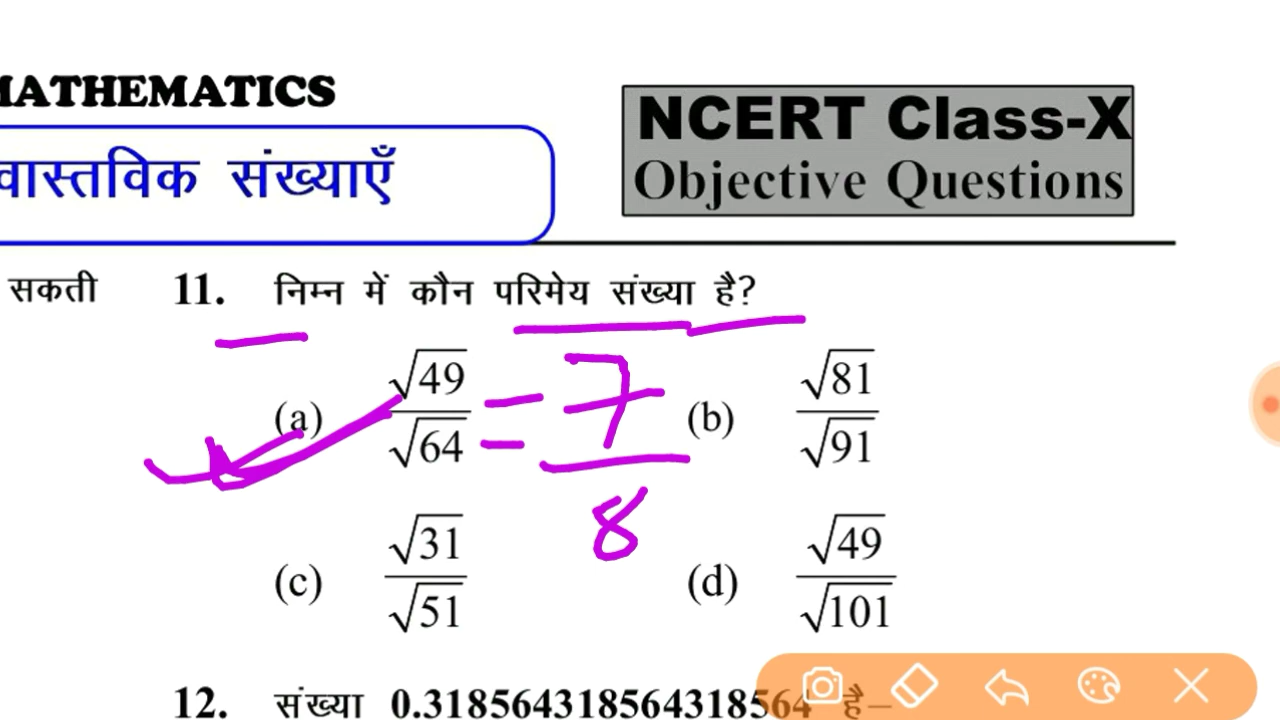 MATHEMATICS
NCERT Class-X
Objective Questions
वास्तविक संख्याएँ
सकती
11. निम्न में कौन परिमेय संख्या है?
(a) √49/√64 = 7/8 (b) √81/√91
(c) √31/√51 (d) √49/√101
12. संख्या 0.318564318564318564 है–